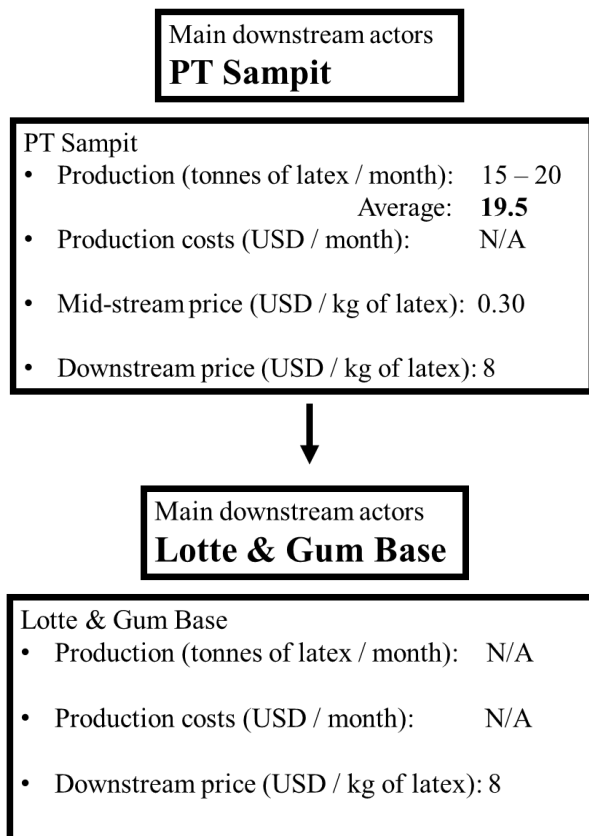 Main downstream actors
PT Sampit
PT Sampit
• Production (tonnes of latex / month): 15 – 20
Average: 19.5
• Production costs (USD / month): N/A
• Mid-stream price (USD / kg of latex): 0.30
• Downstream price (USD / kg of latex): 8
Main downstream actors
Lotte & Gum Base
Lotte & Gum Base
• Production (tonnes of latex / month): N/A
• Production costs (USD / month): N/A
• Downstream price (USD / kg of latex): 8